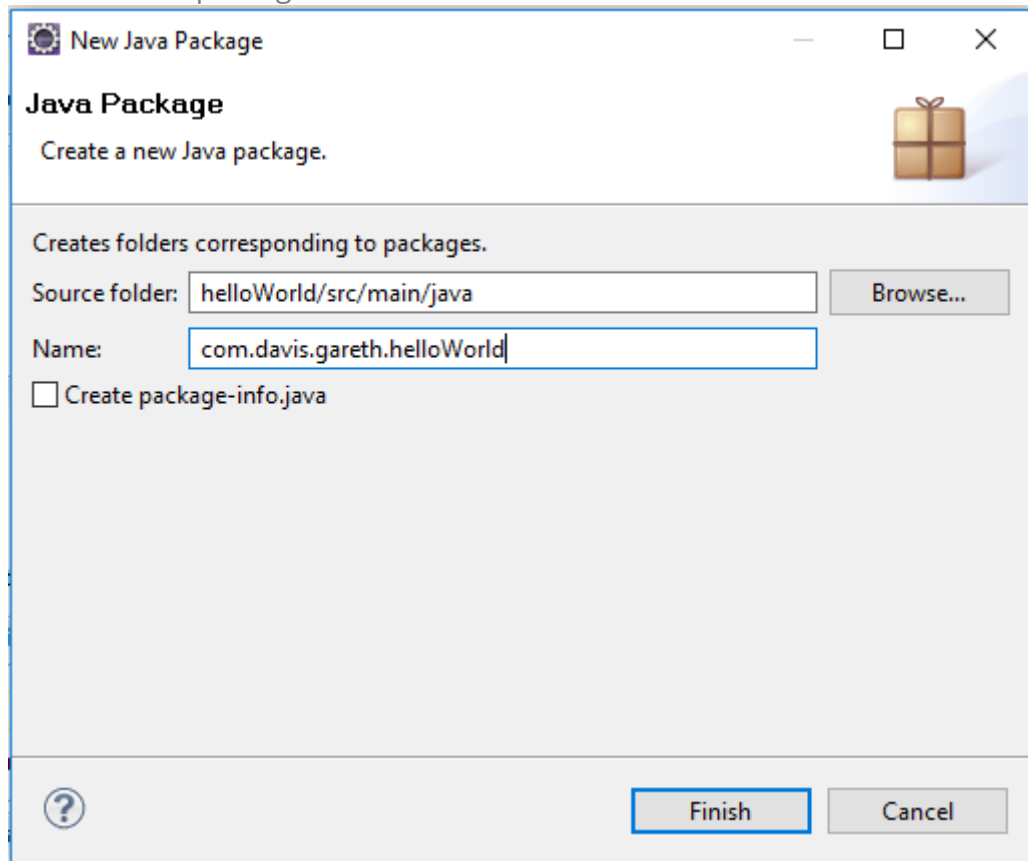 New Java Package
Java Package
Create a new Java package.
Creates folders corresponding to packages.
Source folder: helloWorld/src/main/java Browse...
Name: com.davis.gareth.helloWorld
Create package-info.java
? Finish Cancel